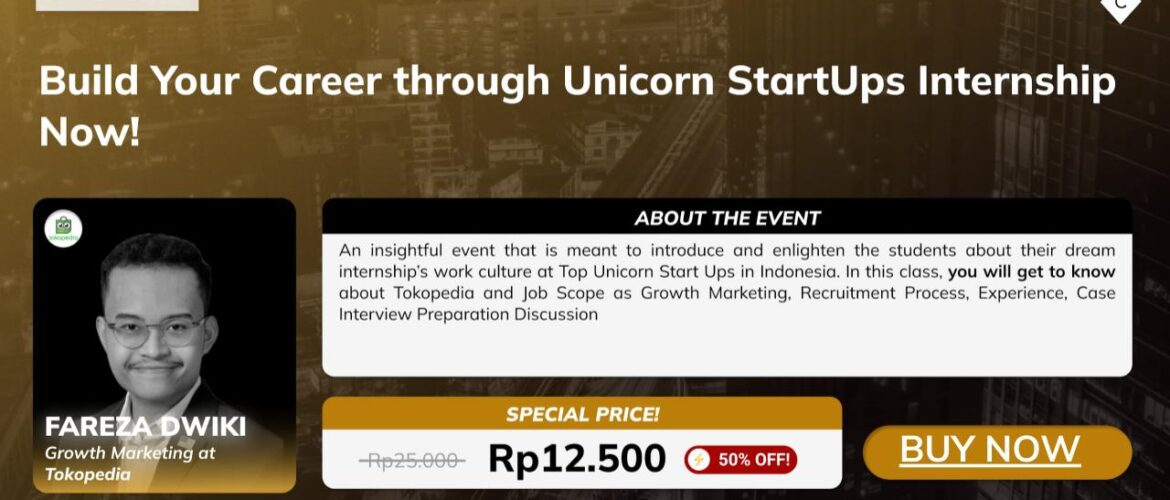 C
Build Your Career through Unicorn StartUps Internship
Now!
tokopedia
FAREZA DWIKI
Growth Marketing at
Tokopedia
ABOUT THE EVENT
An insightful event that is meant to introduce and enlighten the students about their dream
internship's work culture at Top Unicorn Start Ups in Indonesia. In this class, you will get to know
about Tokopedia and Job Scope as Growth Marketing, Recruitment Process, Experience, Case
Interview Preparation Discussion
SPECIAL PRICE!
Rp25.000 Rp12.500 50% OFF!
BUY NOW